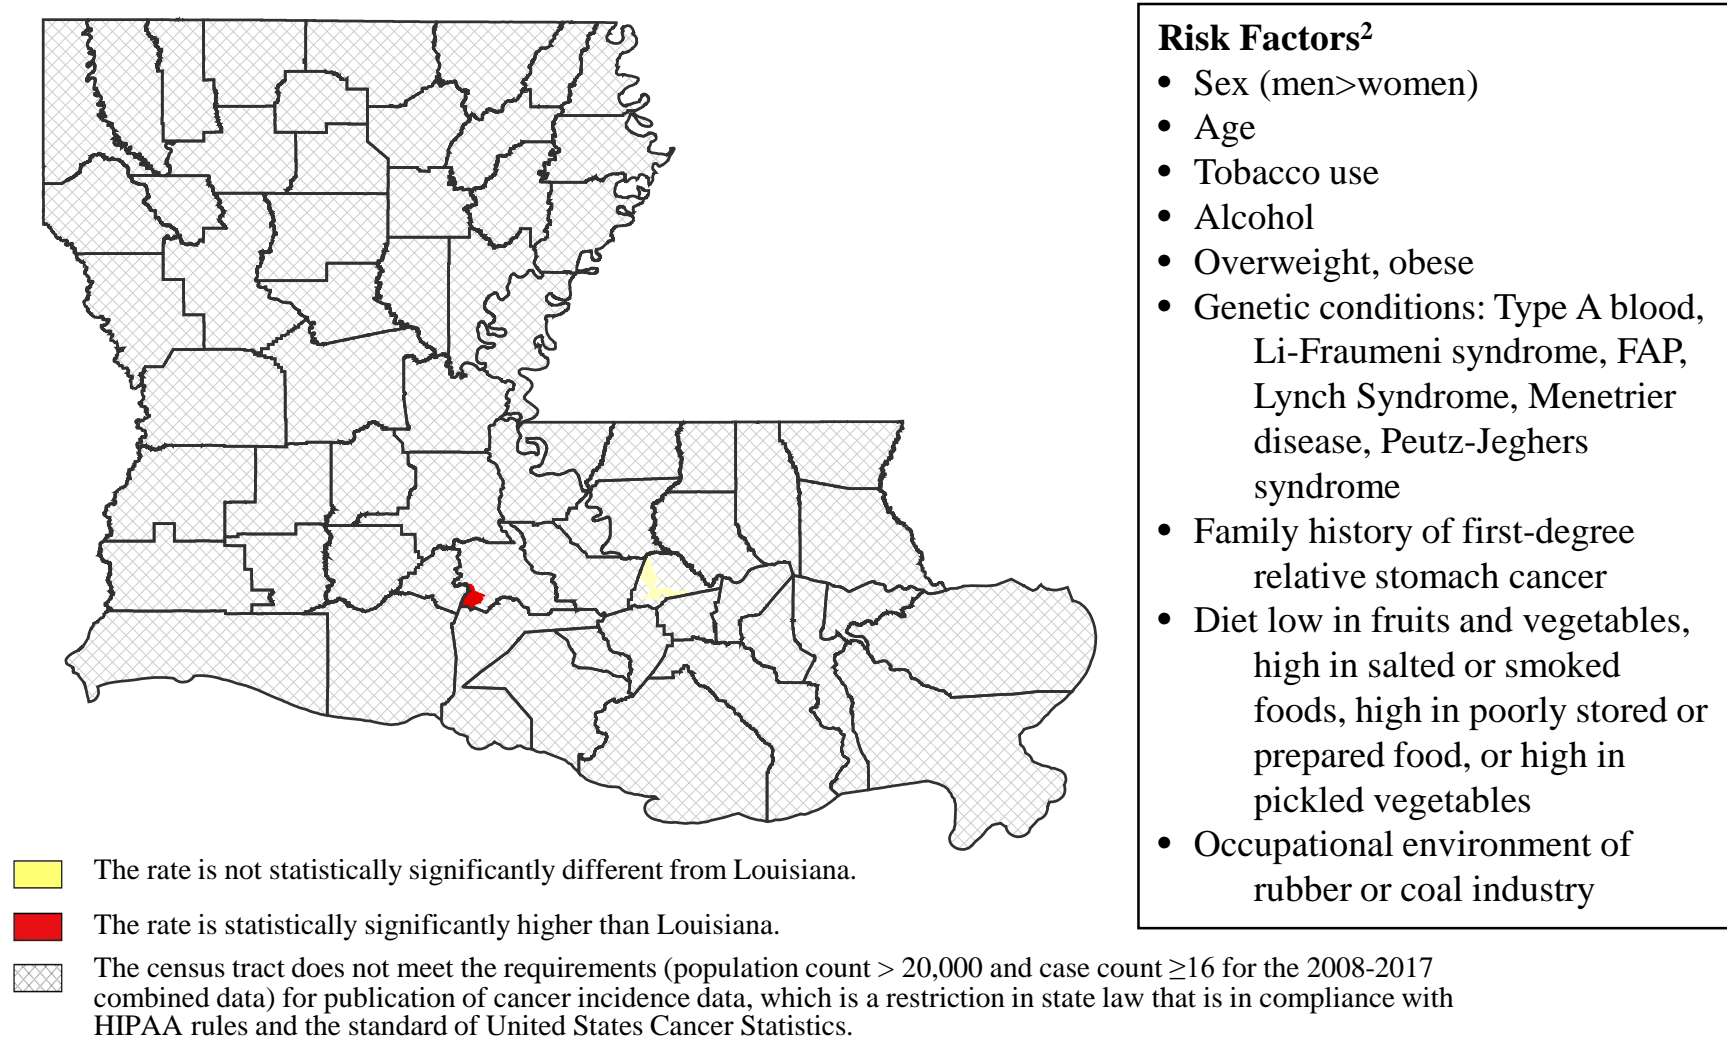 Risk Factors2
• Sex (men>women)
• Age
• Tobacco use
• Alcohol
• Overweight, obese
• Genetic conditions: Type A blood,
Li-Fraumeni syndrome, FAP,
Lynch Syndrome, Menetrier
disease, Peutz-Jeghers
syndrome
• Family history of first-degree
relative stomach cancer
• Diet low in fruits and vegetables,
high in salted or smoked
foods, high in poorly stored or
prepared food, or high in
pickled vegetables
• Occupational environment of
rubber or coal industry
The rate is not statistically significantly different from Louisiana.
The rate is statistically significantly higher than Louisiana.
The census tract does not meet the requirements (population count > 20,000 and case count ≥16 for the 2008-2017
combined data) for publication of cancer incidence data, which is a restriction in state law that is in compliance with
HIPAA rules and the standard of United States Cancer Statistics.